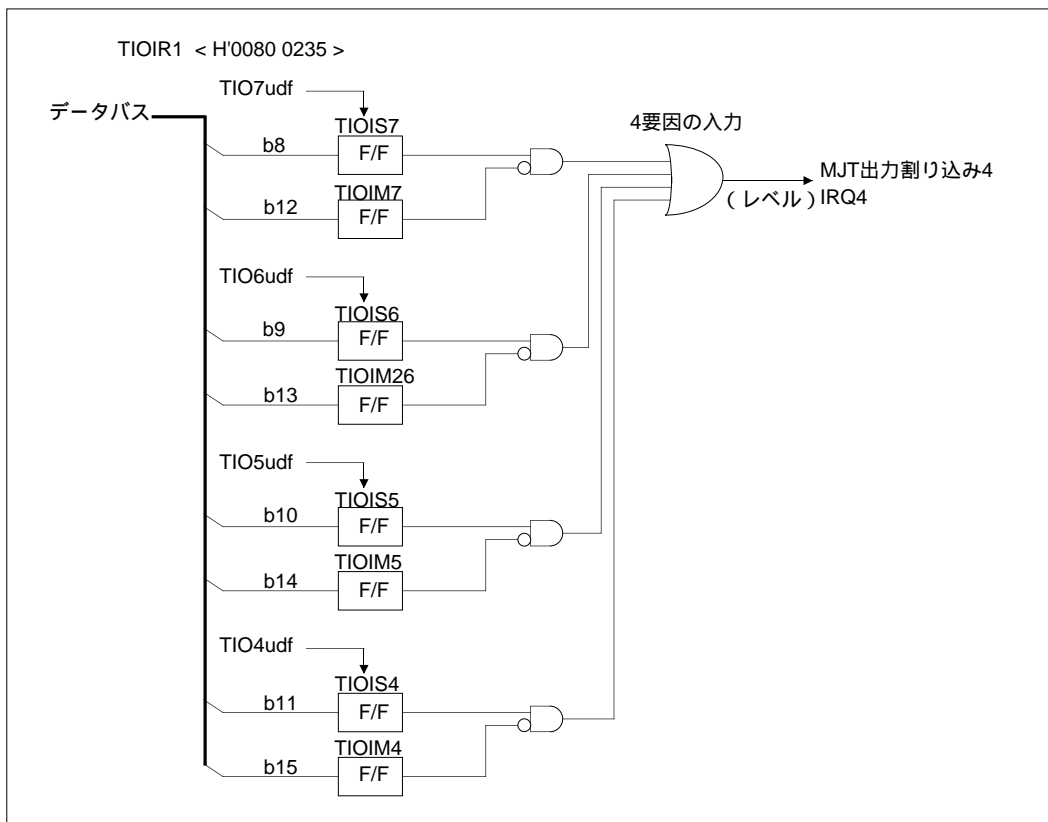 TIOIR1 < H'0080 0235 >
データバス
TIO7udf
TIOIS7
b8
F/F
TIOIM7
b12
F/F
TIO6udf
TIOIS6
b9
F/F
TIOIM26
b13
F/F
TIO5udf
TIOIS5
b10
F/F
TIOIM5
b14
F/F
TIO4udf
TIOIS4
b11
F/F
TIOIM4
b15
F/F
4要因の入力
(レベル)
MJT出力割り込み4
IRQ4